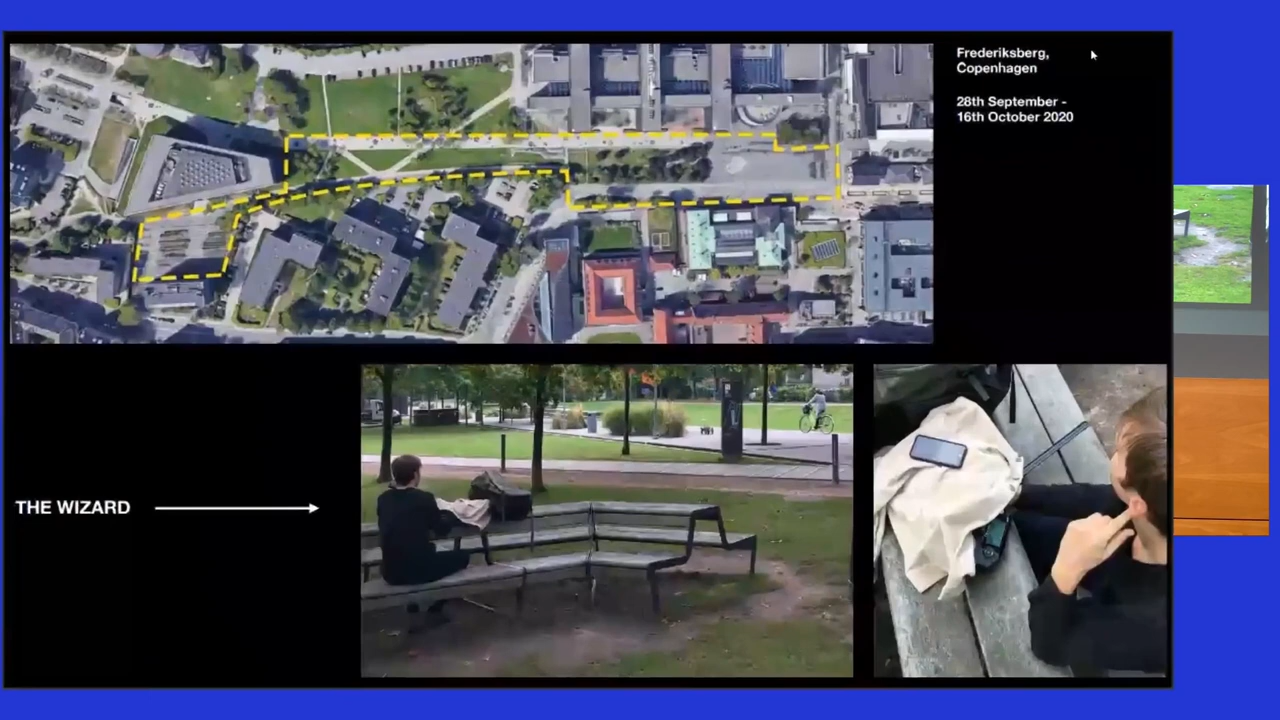 Frederiksberg,
Copenhagen
28th September -
16th October 2020
THE WIZARD